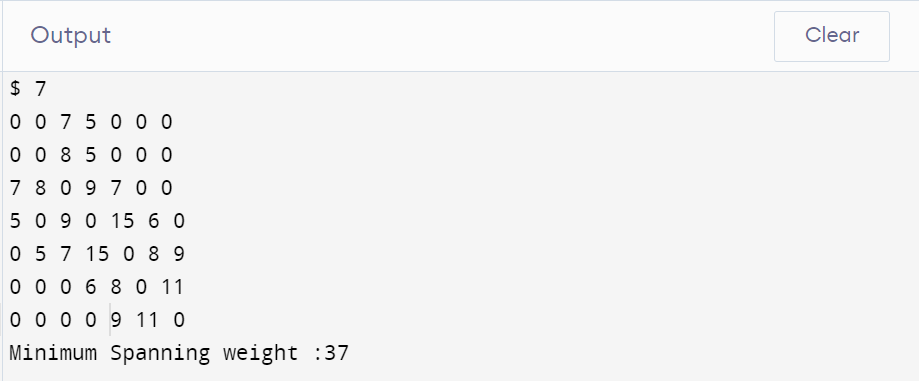 Output
Clear
$ 7
0 0 7 5 0 0 0
0 0 8 5 0 0 0
7 8 0 9 7 0 0
5 0 9 0 15 6 0
0 5 7 15 0 8 9
0 0 0 6 8 0 11
0 0 0 0 9 11 0
Minimum Spanning weight :37